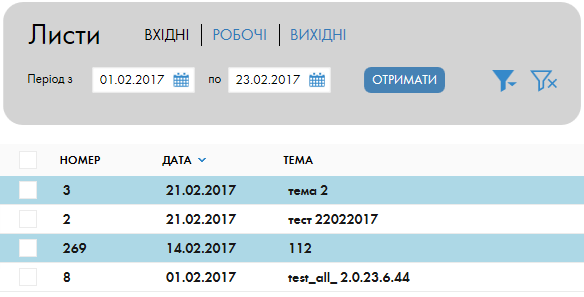 Листи ВХІДНІ РОБОЧІ ВИХІДНІ
Період з 01.02.2017 по 23.02.2017 ОТРИМАТИ
НОМЕР ДАТА ТЕМА
3 21.02.2017 тема 2
2 21.02.2017 тест 22022017
269 14.02.2017 112
8 01.02.2017 test_all_ 2.0.23.6.44